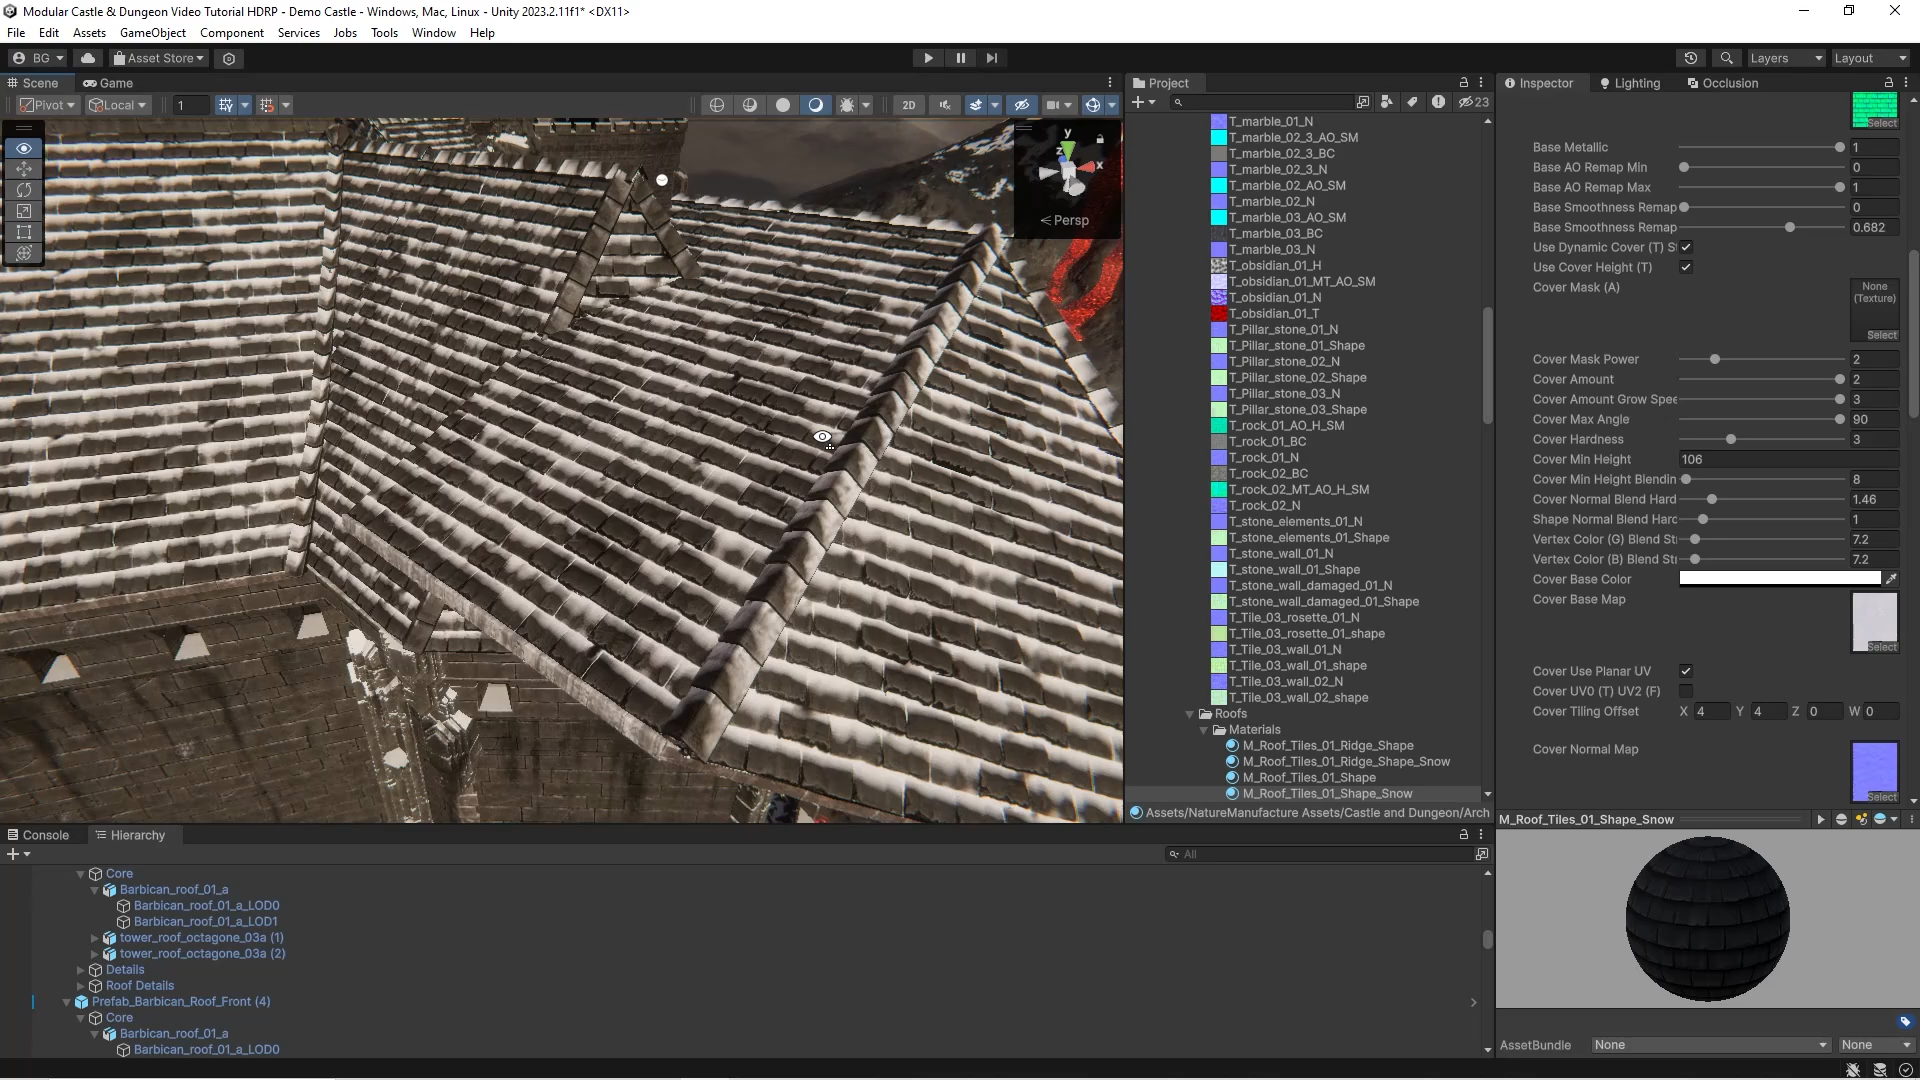 Modular Castle & Dungeon Video Tutorial HDRP - Demo Castle - Windows, Mac, Linux - Unity 2023.2.11f1* <DX11>
File Edit Assets GameObject Component Services Jobs Tools Window Help
BG Asset Store Layers Layout
Scene Game
Pivot Local 1 2D
y
z
x
Persp
Project
23
T_marble_01_N
T_marble_02_3_AO_SM
T_marble_02_3_BC
T_marble_02_3_N
T_marble_02_AO_SM
T_marble_02_N
T_marble_03_AO_SM
T_marble_03_BC
T_marble_03_N
T_obsidian_01_H
T_obsidian_01_MT_AO_SM
T_obsidian_01_N
T_obsidian_01_T
T_Pillar_stone_01_N
T_Pillar_stone_01_Shape
T_Pillar_stone_02_N
T_Pillar_stone_02_Shape
T_Pillar_stone_03_N
T_Pillar_stone_03_Shape
T_rock_01_AO_H_SM
T_rock_01_BC
T_rock_01_N
T_rock_02_BC
T_rock_02_MT_AO_H_SM
T_rock_02_N
T_stone_elements_01_N
T_stone_elements_01_Shape
T_stone_wall_01_N
T_stone_wall_01_Shape
T_stone_wall_damaged_01_N
T_stone_wall_damaged_01_Shape
T_Tile_03_rosette_01_N
T_Tile_03_rosette_01_shape
T_Tile_03_wall_01_N
T_Tile_03_wall_01_shape
T_Tile_03_wall_02_N
T_Tile_03_wall_02_shape
Roofs
Materials
M_Roof_Tiles_01_Ridge_Shape
M_Roof_Tiles_01_Ridge_Shape_Snow
M_Roof_Tiles_01_Shape
M_Roof_Tiles_01_Shape_Snow
Assets/NatureManufacture Assets/Castle and Dungeon/Arch
Inspector Lighting Occlusion
Select
Base Metallic 1
Base AO Remap Min 0
Base AO Remap Max 1
Base Smoothness Remap 0
Base Smoothness Remap 0.682
Use Dynamic Cover (T) S
Use Cover Height (T)
Cover Mask (A)
None
(Texture)
Select
Cover Mask Power 2
Cover Amount 2
Cover Amount Grow Spee 3
Cover Max Angle 90
Cover Hardness 3
Cover Min Height 106
Cover Min Height Blendin 8
Cover Normal Blend Hard 1.46
Shape Normal Blend Harc 1
Vertex Color (G) Blend St 7.2
Vertex Color (B) Blend St 7.2
Cover Base Color
Cover Base Map
Select
Cover Use Planar UV
Cover UV0 (T) UV2 (F)
Cover Tiling Offset X 4 Y 4 Z 0 W 0
Cover Normal Map
Select
M_Roof_Tiles_01_Shape_Snow
AssetBundle None None
Console Hierarchy
All
Core
Barbican_roof_01_a
Barbican_roof_01_a_LOD0
Barbican_roof_01_a_LOD1
tower_roof_octagone_03a (1)
tower_roof_octagone_03a (2)
Details
Roof Details
Prefab_Barbican_Roof_Front (4)
Core
Barbican_roof_01_a
Barbican_roof_01_a_LOD0